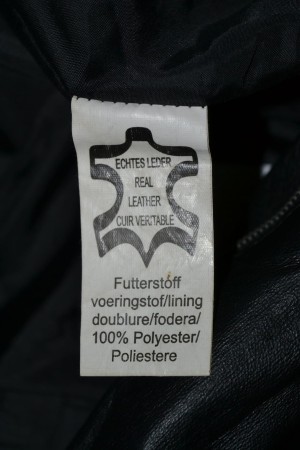 ECHTES LEDER
REAL
LEATHER
CUIR VERITABLE
Futterstoff
voeringstof/lining
doublure/fodera/
100% Polyester/
Poliestere